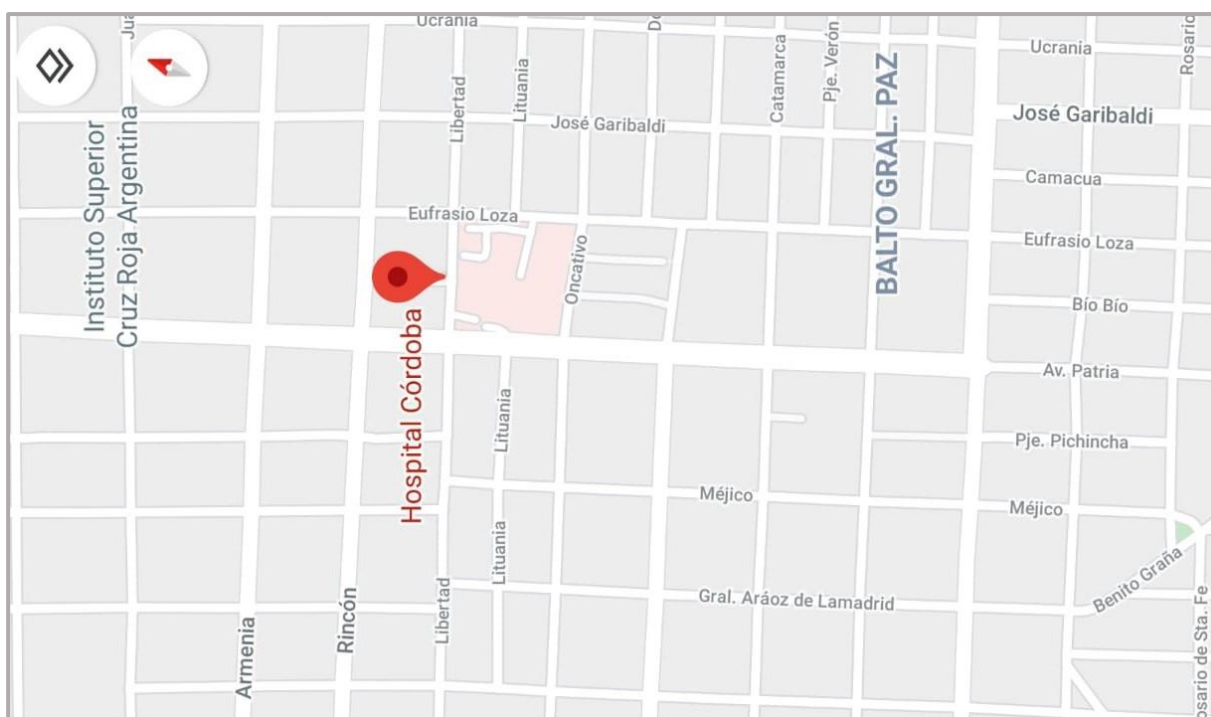 Ucrania
Ucrania
José Garibaldi
José Garibaldi
Camacua
Eufrasio Loza
Eufrasio Loza
Bío Bío
Av. Patria
Pje. Pichincha
Méjico
Méjico
Gral. Aráoz de Lamadrid
Benito Graña
Instituto Superior
Cruz Roja Argentina
Armenia
Rincón
Hospital Córdoba
Libertad
Libertad
Lituania
Lituania
Lituania
Oncativo
Catamarca
Pje. Verón
BALTO GRAL. PAZ
Rosario
osario de Sta. Fe
Jua